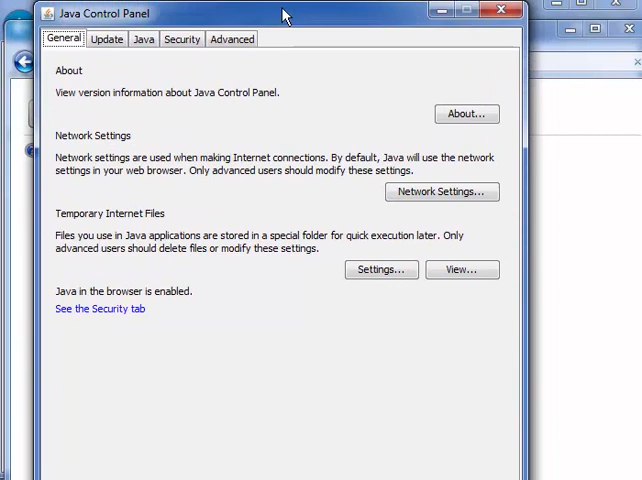 Java Control Panel
General Update Java Security Advanced
About
View version information about Java Control Panel.
About...
Network Settings
Network settings are used when making Internet connections. By default, Java will use the network
settings in your web browser. Only advanced users should modify these settings.
Network Settings...
Temporary Internet Files
Files you use in Java applications are stored in a special folder for quick execution later. Only
advanced users should delete files or modify these settings.
Settings... View...
Java in the browser is enabled.
See the Security tab